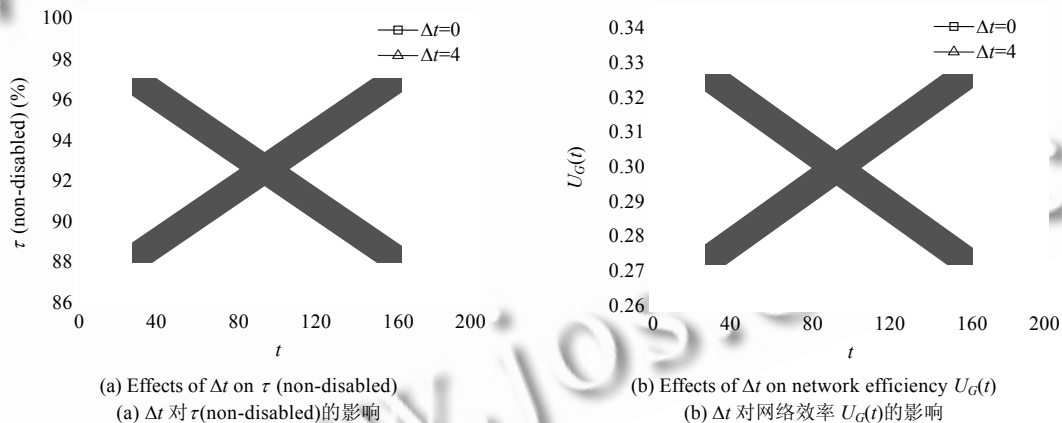 100
98
96
94
92
90
88
86
τ (non-disabled) (%)
0 40 80 120 160 200
t
Δt=0
Δt=4
(a) Effects of Δt on τ (non-disabled)
(a) Δt 对τ(non-disabled)的影响
0.34
0.33
0.32
0.31
0.30
0.29
0.28
0.27
0.26
U_G(t)
0 40 80 120 160 200
t
Δt=0
Δt=4
(b) Effects of Δt on network efficiency U_G(t)
(b) Δt 对网络效率 U_G(t)的影响